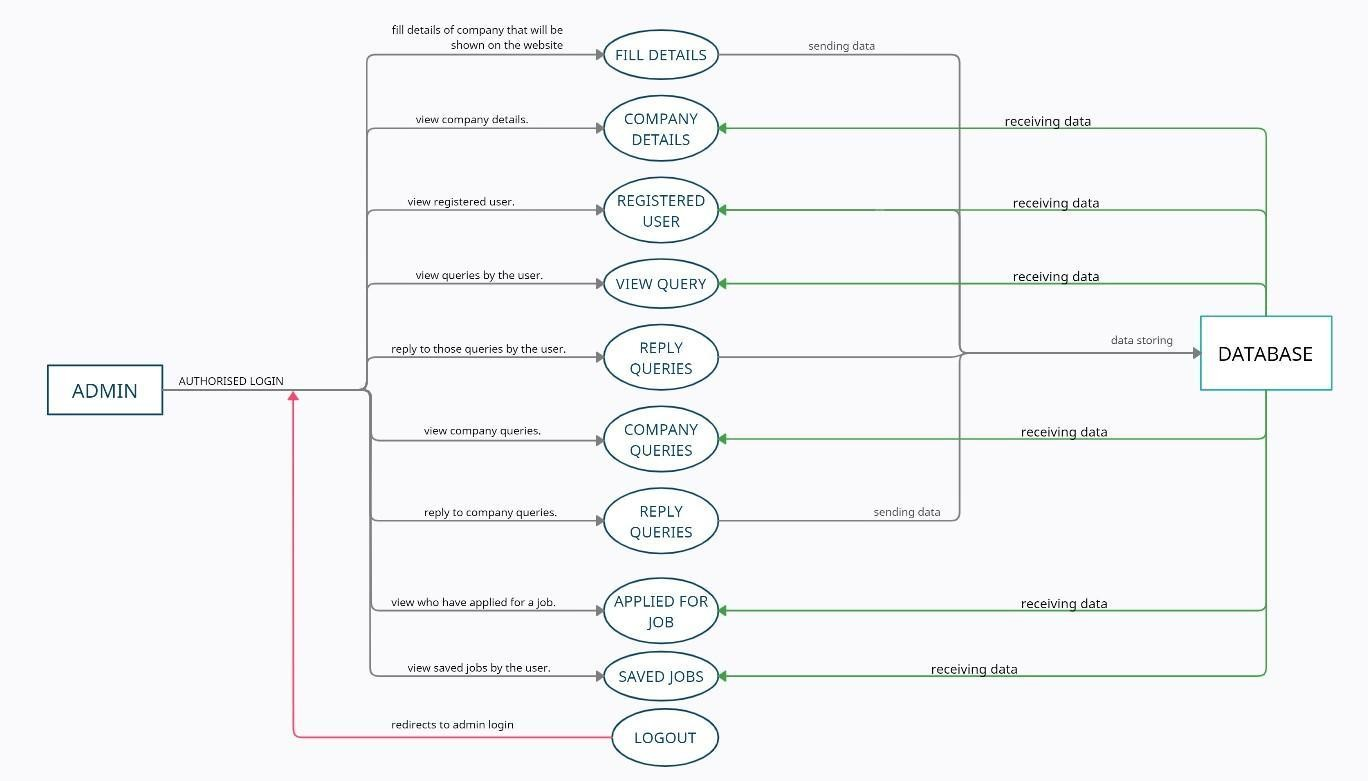 fill details of company that will be
shown on the website
FILL DETAILS
sending data
view company details.
COMPANY
DETAILS
receiving data
view registered user.
REGISTERED
USER
receiving data
view queries by the user.
VIEW QUERY
receiving data
reply to those queries by the user.
REPLY
QUERIES
data storing
DATABASE
ADMIN
AUTHORISED LOGIN
view company queries.
COMPANY
QUERIES
receiving data
reply to company queries.
REPLY
QUERIES
sending data
view who have applied for a job.
APPLIED FOR
JOB
receiving data
view saved jobs by the user.
SAVED JOBS
receiving data
redirects to admin login
LOGOUT